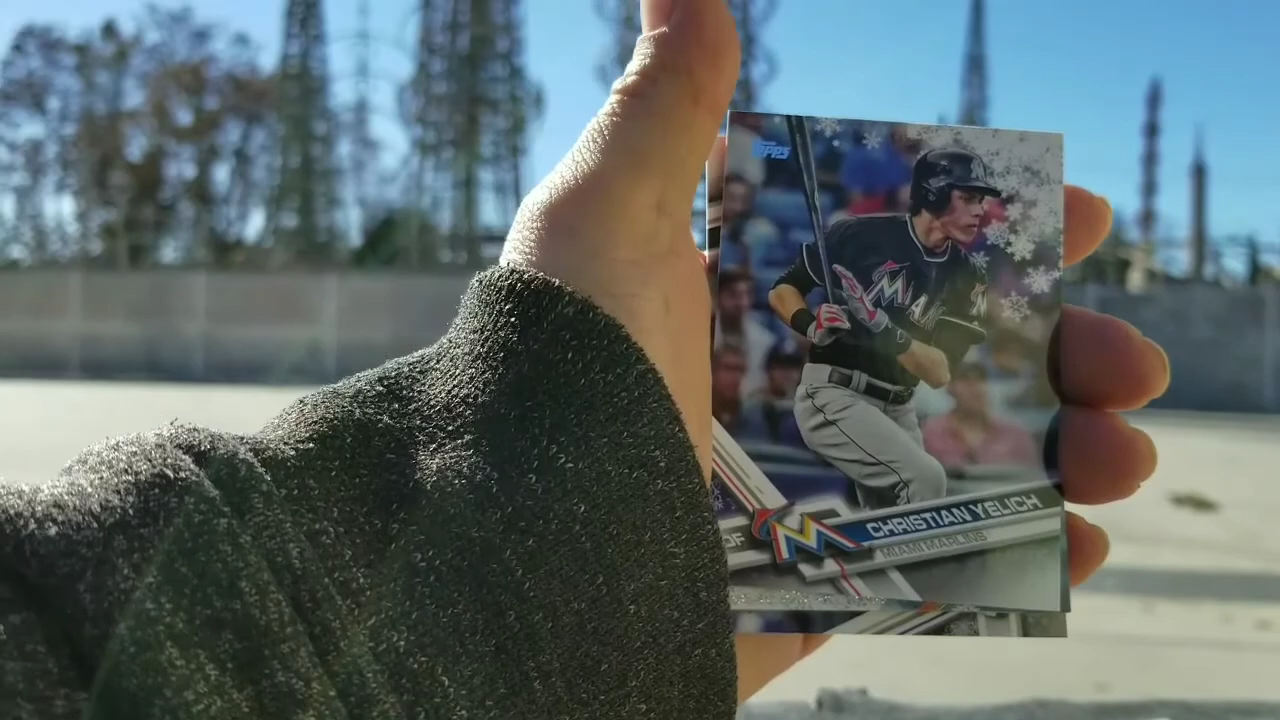 Topps
MIAMI
OF
CHRISTIAN YELICH
MIAMI MARLINS